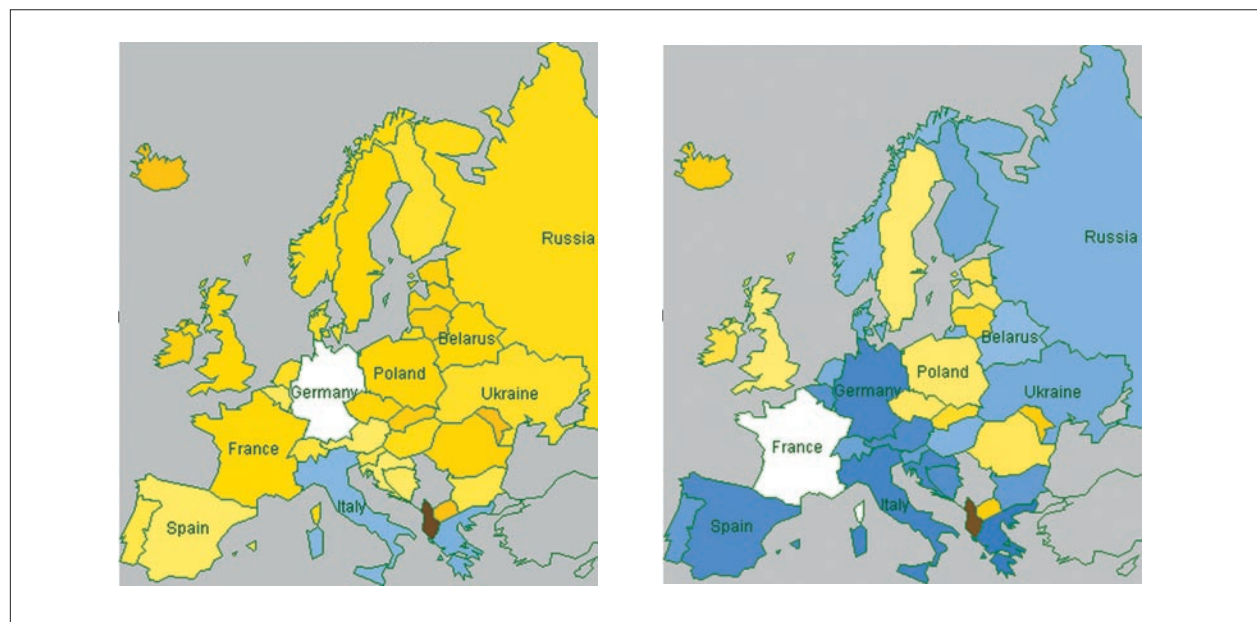 Russia
Belarus
Poland
Germany
Ukraine
France
Italy
Spain
Russia
Belarus
Poland
Germany
Ukraine
France
Italy
Spain